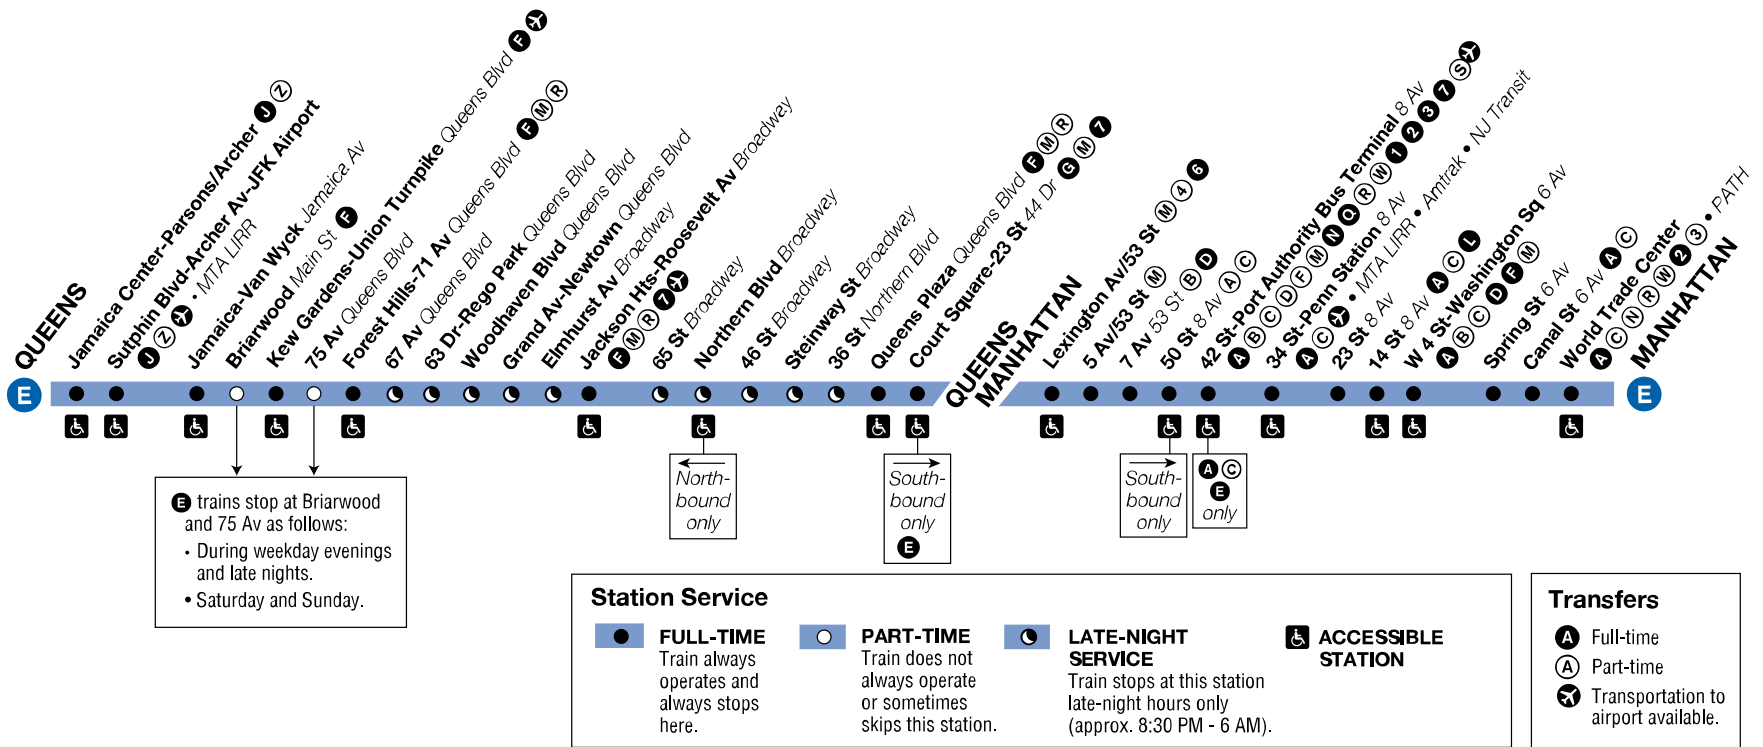 QUEENS
E
Jamaica Center-Parsons/Archer J Z
Sutphin Blvd-Archer Av-JFK Airport
J Z • MTA LIRR
Jamaica-Van Wyck Jamaica Av
Briarwood Main St F
Kew Gardens-Union Turnpike Queens Blvd F
75 Av Queens Blvd
Forest Hills-71 Av Queens Blvd F M R
67 Av Queens Blvd
63 Dr-Rego Park Queens Blvd
Woodhaven Blvd Queens Blvd
Grand Av-Newtown Queens Blvd
Elmhurst Av Broadway
Jackson Hts-Roosevelt Av Broadway
F M R 7
65 St Broadway
Northern Blvd Broadway
46 St Broadway
Steinway St Broadway
36 St Northern Blvd
Queens Plaza Queens Blvd F M R
Court Square-23 St 44 Dr G M 7
QUEENS
MANHATTAN
Lexington Av/53 St M 4 6
5 Av/53 St M
7 Av 53 St B D
50 St 8 Av A C
42 St-Port Authority Bus Terminal 8 Av
A B C D F M N Q R W 1 2 3 7 S
34 St-Penn Station 8 Av
A C • MTA LIRR • Amtrak • NJ Transit
23 St 8 Av
14 St 8 Av A C L
W 4 St-Washington Sq 6 Av
A B C D F M
Spring St 6 Av
Canal St 6 Av A C
World Trade Center
A C N R W 2 3 • PATH
MANHATTAN
E
E trains stop at Briarwood
and 75 Av as follows:
• During weekday evenings
and late nights.
• Saturday and Sunday.
North-
bound
only
South-
bound
only
E
South-
bound
only
A C
E
only
Station Service
FULL-TIME
Train always
operates and
always stops
here.
PART-TIME
Train does not
always operate
or sometimes
skips this station.
LATE-NIGHT
SERVICE
Train stops at this station
late-night hours only
(approx. 8:30 PM - 6 AM).
ACCESSIBLE
STATION
Transfers
A Full-time
A Part-time
Transportation to
airport available.